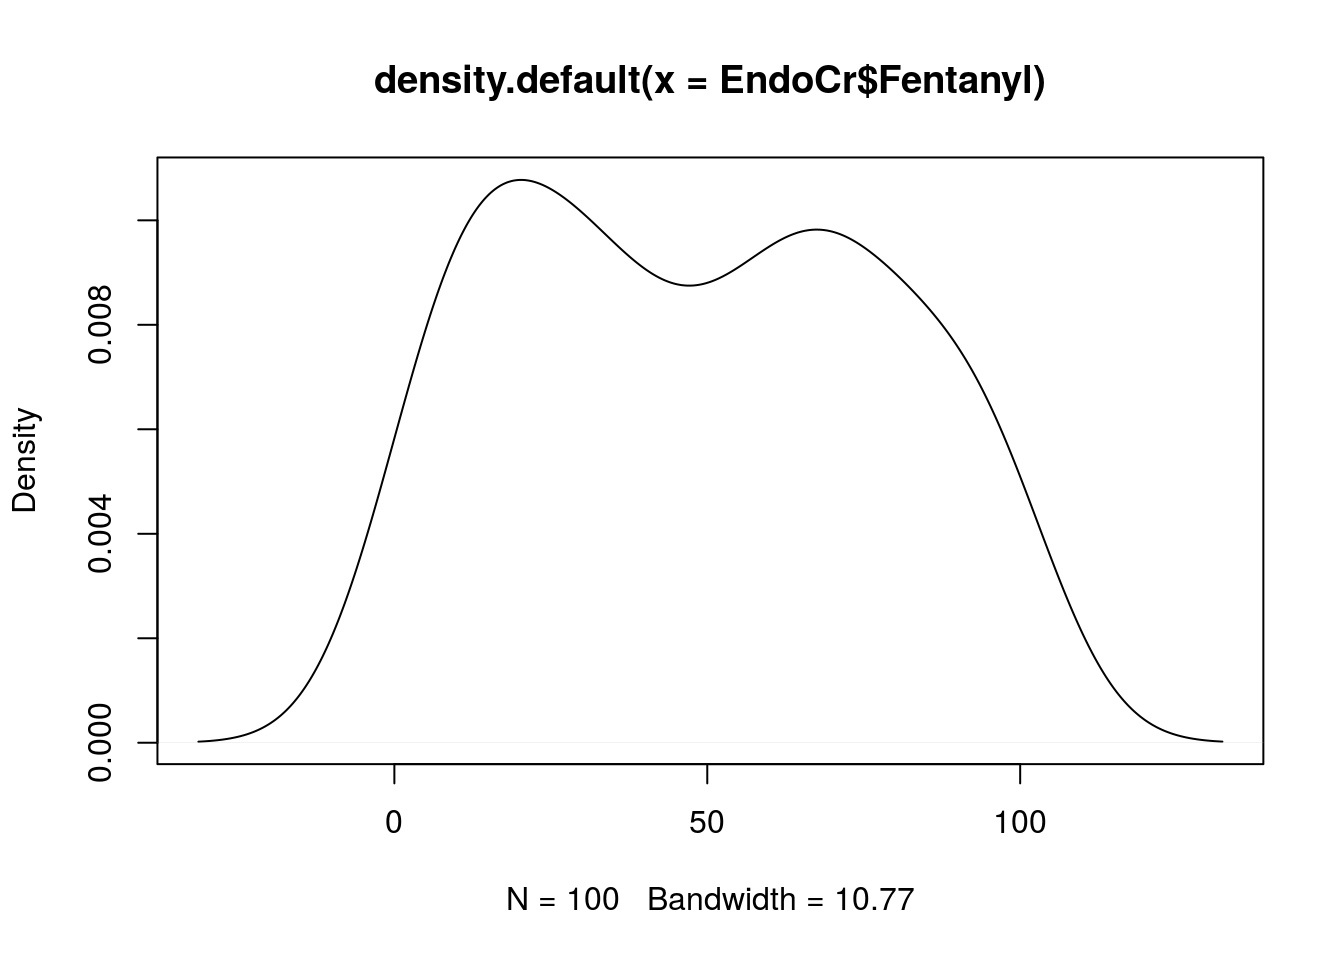 density.default(x = EndoCr$Fentanyl)
Density
0.008
0.004
0.000
0 50 100
N = 100 Bandwidth = 10.77